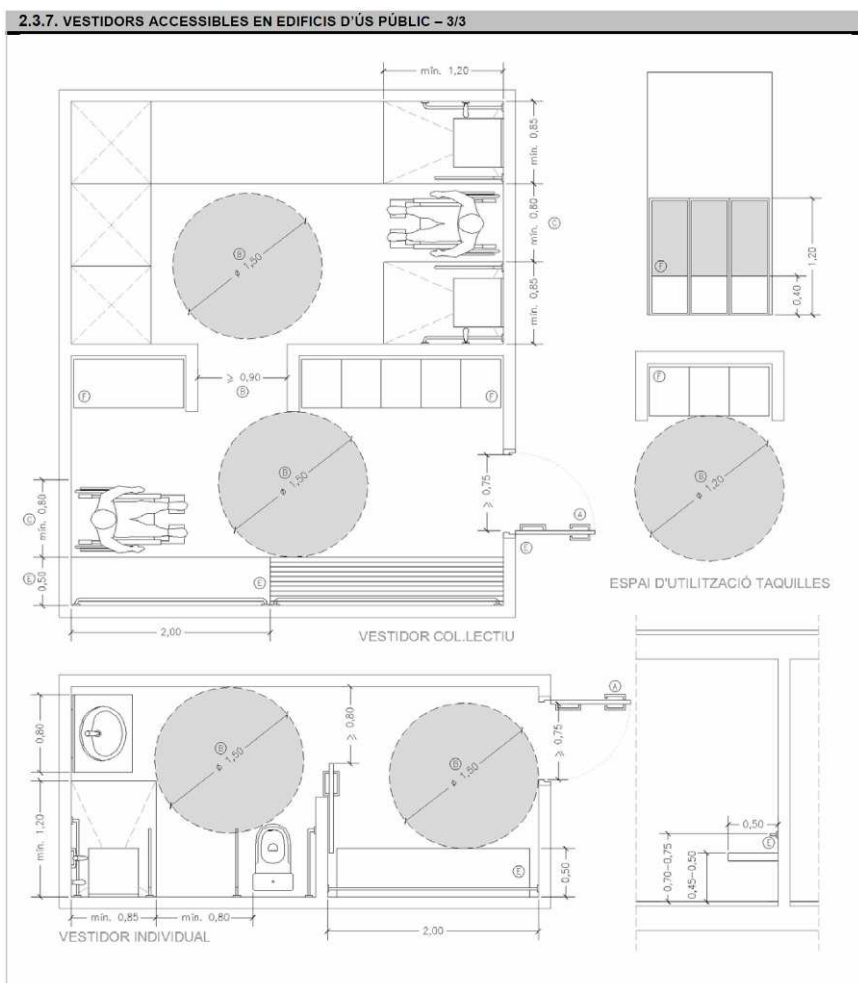 2.3.7. VESTIDORS ACCESSIBLES EN EDIFICIS D'ÚS PÚBLIC – 3/3
mín. 1,20
mín. 0,85
mín. 0,80
C
mín. 0,85
B
ø 1,50
F
1,20
0,40
F
≥ 0,90
B
F
F
B
ø 1,50
B
ø 1,20
≥ 0,75
A
E
C
mín. 0,80
E
0,50
E
2,00
VESTIDOR COL.LECTIU
ESPAI D'UTILITZACIÓ TAQUILLES
A
0,80
B
ø 1,50
≥ 0,80
B
ø 1,50
≥ 0,75
mín. 1,20
E
0,50
mín. 0,85
mín. 0,80
2,00
VESTIDOR INDIVIDUAL
0,50
E
0,70-0,75
0,45-0,50